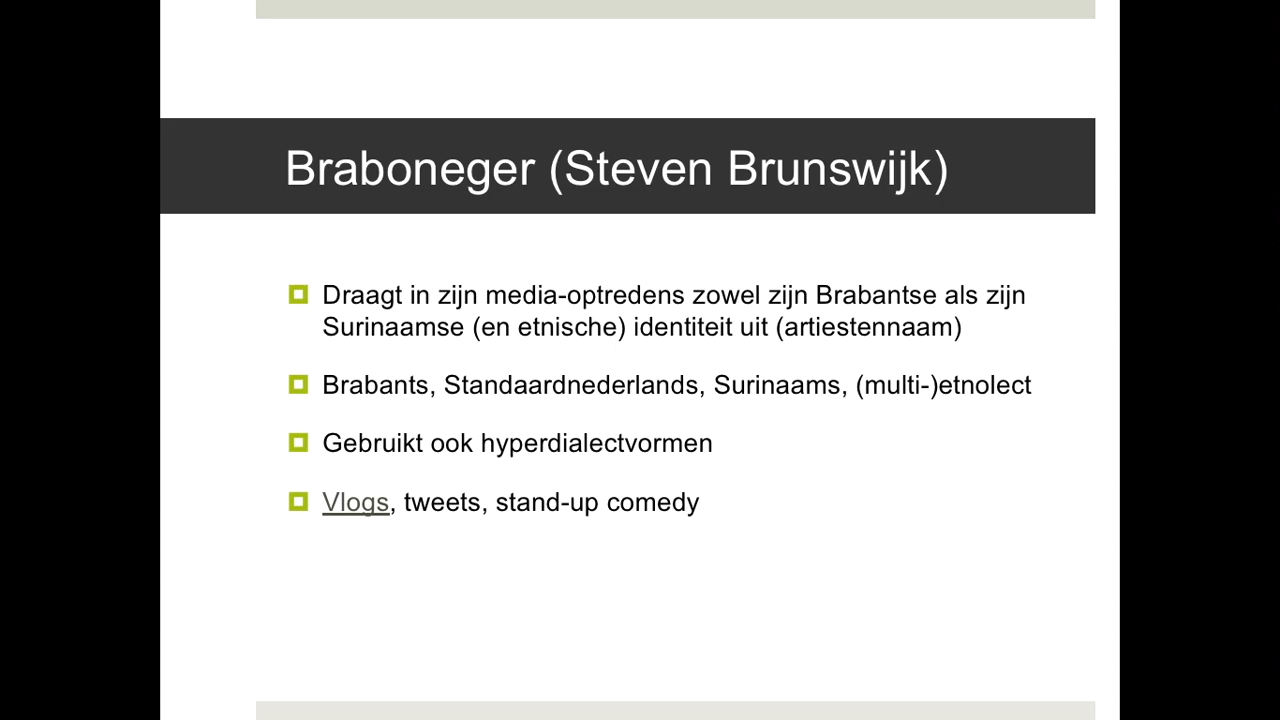 Braboneger (Steven Brunswijk)
Draagt in zijn media-optredens zowel zijn Brabantse als zijn
Surinaamse (en etnische) identiteit uit (artiestennaam)
Brabants, Standaardnederlands, Surinaams, (multi-)etnolect
Gebruikt ook hyperdialectvormen
Vlogs, tweets, stand-up comedy